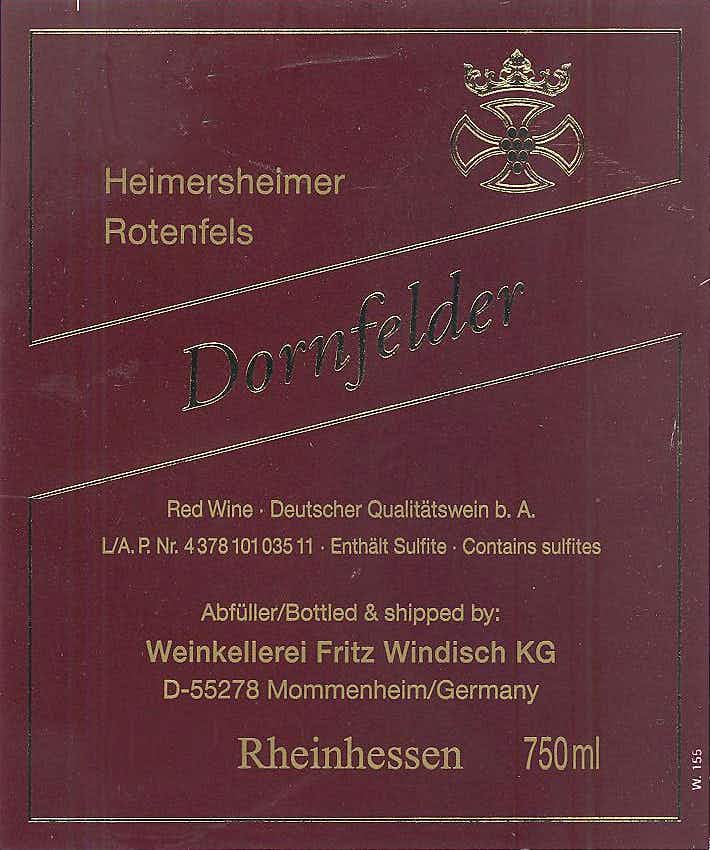 Heimersheimer
Rotenfels
Dornfelder
Red Wine · Deutscher Qualitätswein b. A.
L/A. P. Nr. 4 378 101 035 11 · Enthält Sulfite · Contains sulfites
Abfüller/Bottled & shipped by:
Weinkellerei Fritz Windisch KG
D-55278 Mommenheim/Germany
Rheinhessen 750 ml
W. 155